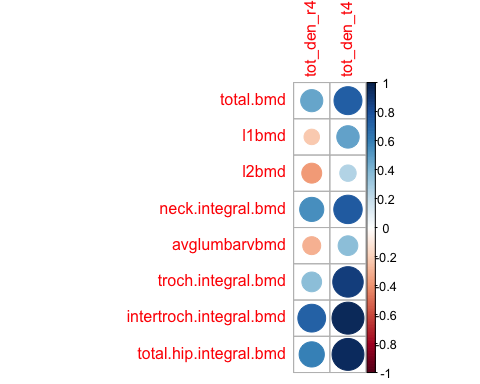 tot_den_r4
tot_den_t4
total.bmd
l1bmd
l2bmd
neck.integral.bmd
avglumbarvbmd
troch.integral.bmd
intertroch.integral.bmd
total.hip.integral.bmd
1
0.8
0.6
0.4
0.2
0
-0.2
-0.4
-0.6
-0.8
-1